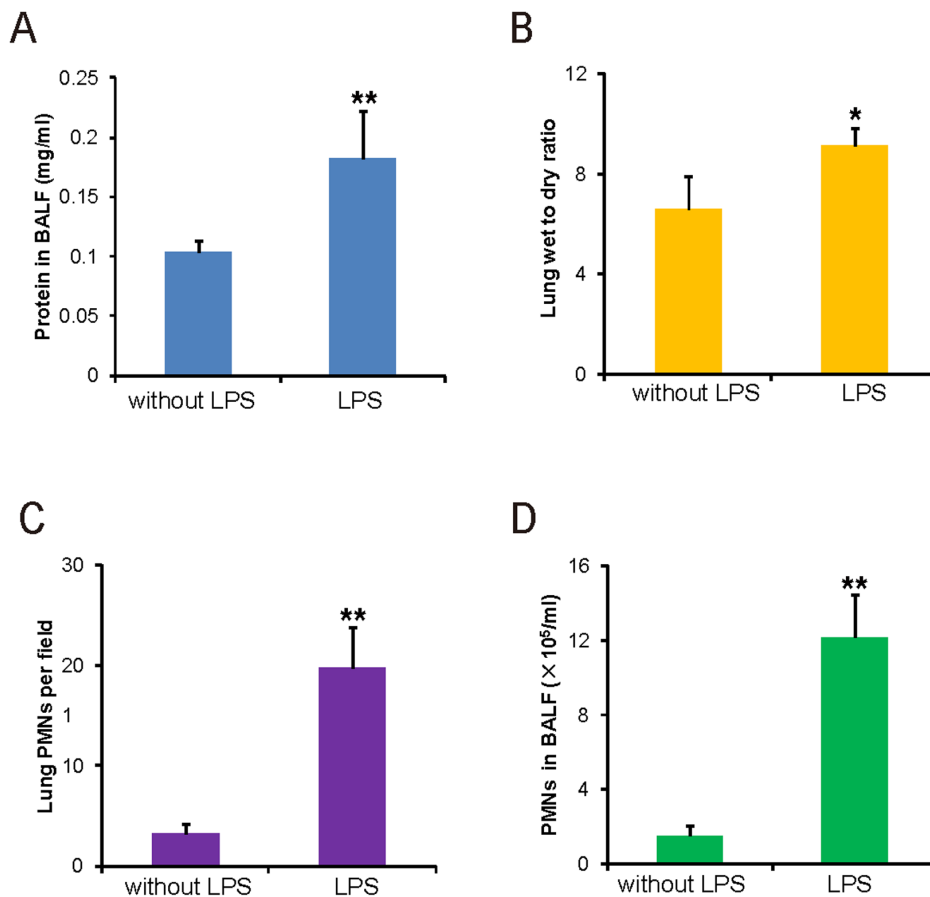 A
Protein in BALF (mg/ml)
0.25
0.2
0.15
0.1
0.05
0
**
without LPS
LPS
B
Lung wet to dry ratio
12
8
4
0
*
without LPS
LPS
C
Lung PMNs per field
30
20
1
10
0
**
without LPS
LPS
D
PMNs in BALF (×10⁵/ml)
16
12
8
4
0
**
without LPS
LPS